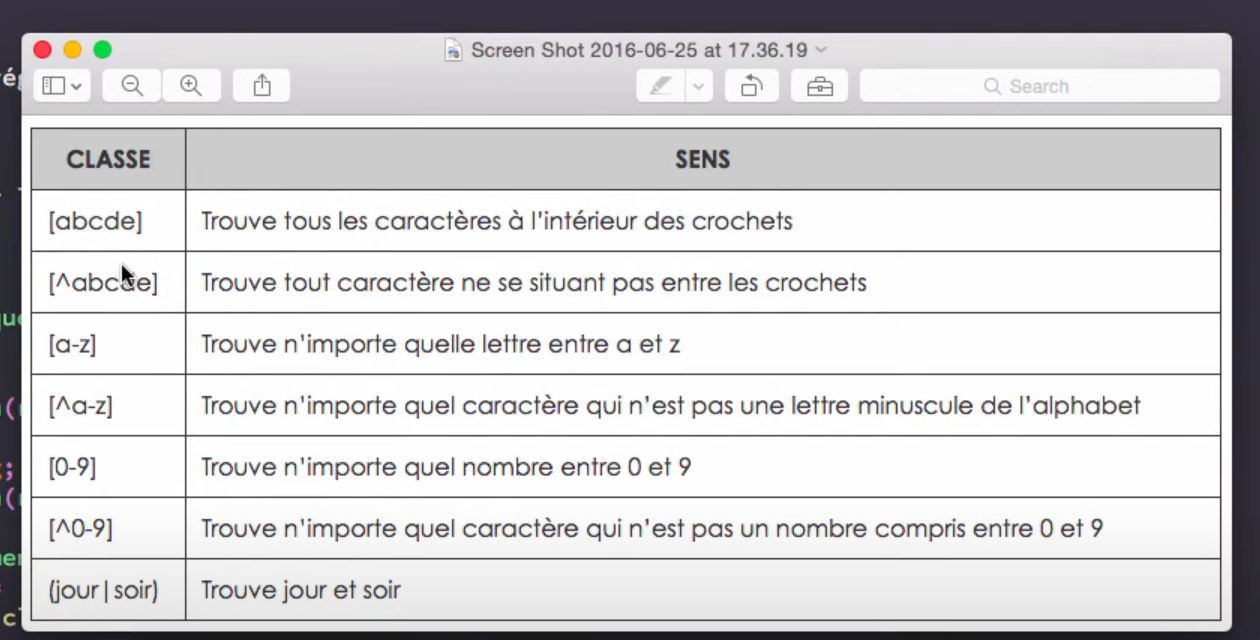 Screen Shot 2016-06-25 at 17.36.19
Search
CLASSE SENS
[abcde] Trouve tous les caractères à l'intérieur des crochets
[^abcde] Trouve tout caractère ne se situant pas entre les crochets
[a-z] Trouve n'importe quelle lettre entre a et z
[^a-z] Trouve n'importe quel caractère qui n'est pas une lettre minuscule de l'alphabet
[0-9] Trouve n'importe quel nombre entre 0 et 9
[^0-9] Trouve n'importe quel caractère qui n'est pas un nombre compris entre 0 et 9
(jour|soir) Trouve jour et soir